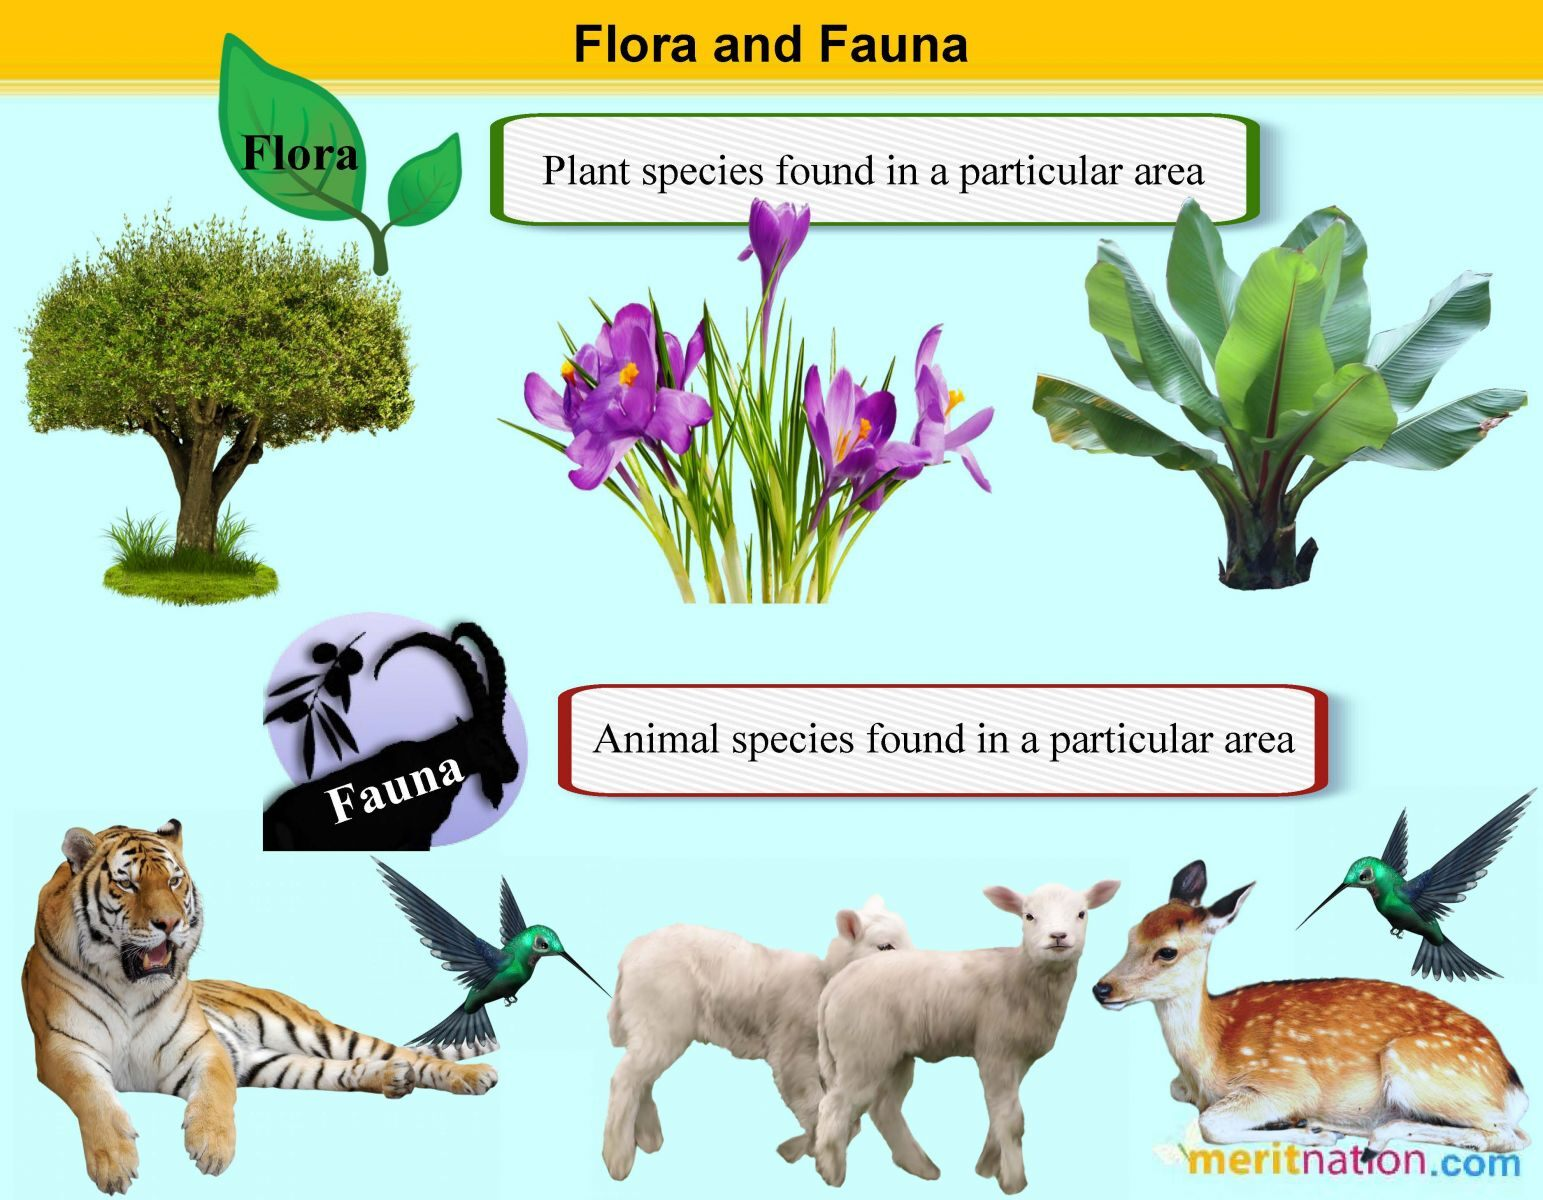 Flora and Fauna
Flora
Plant species found in a particular area
Fauna
Animal species found in a particular area
meritnation.com